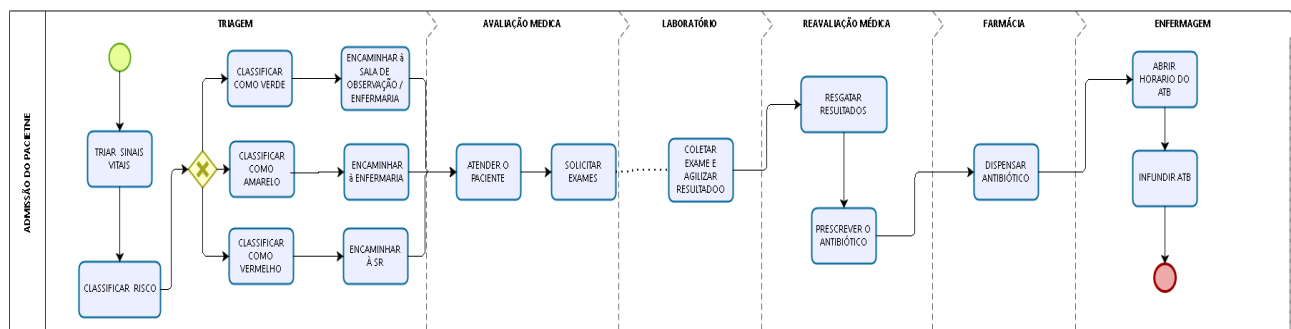 ADMISSÃO DO PACIETNE
TRIAGEM
AVALIAÇÃO MEDICA
LABORATÓRIO
REAVALIAÇÃO MÉDICA
FARMÁCIA
ENFERMAGEM
TRIAR SINAIS
VITAIS
CLASSIFICAR RISCO
CLASSIFICAR
COMO VERDE
ENCAMINHAR à
SALA DE
OBSERVAÇÃO /
ENFERMARIA
CLASSIFICAR
COMO
AMARELO
ENCAMINHAR
à ENFERMARIA
CLASSIFICAR
COMO
VERMELHO
ENCAMINHAR
À SR
ATENDER O
PACIENTE
SOLICITAR
EXAMES
COLETAR
EXAME E
AGILIZAR
RESULTADOO
RESGATAR
RESULTADOS
PRESCREVER O
ANTIBIÓTICO
DISPENSAR
ANTIBIÓTICO
ABRIR
HORARIO DO
ATB
INFUNDIR ATB